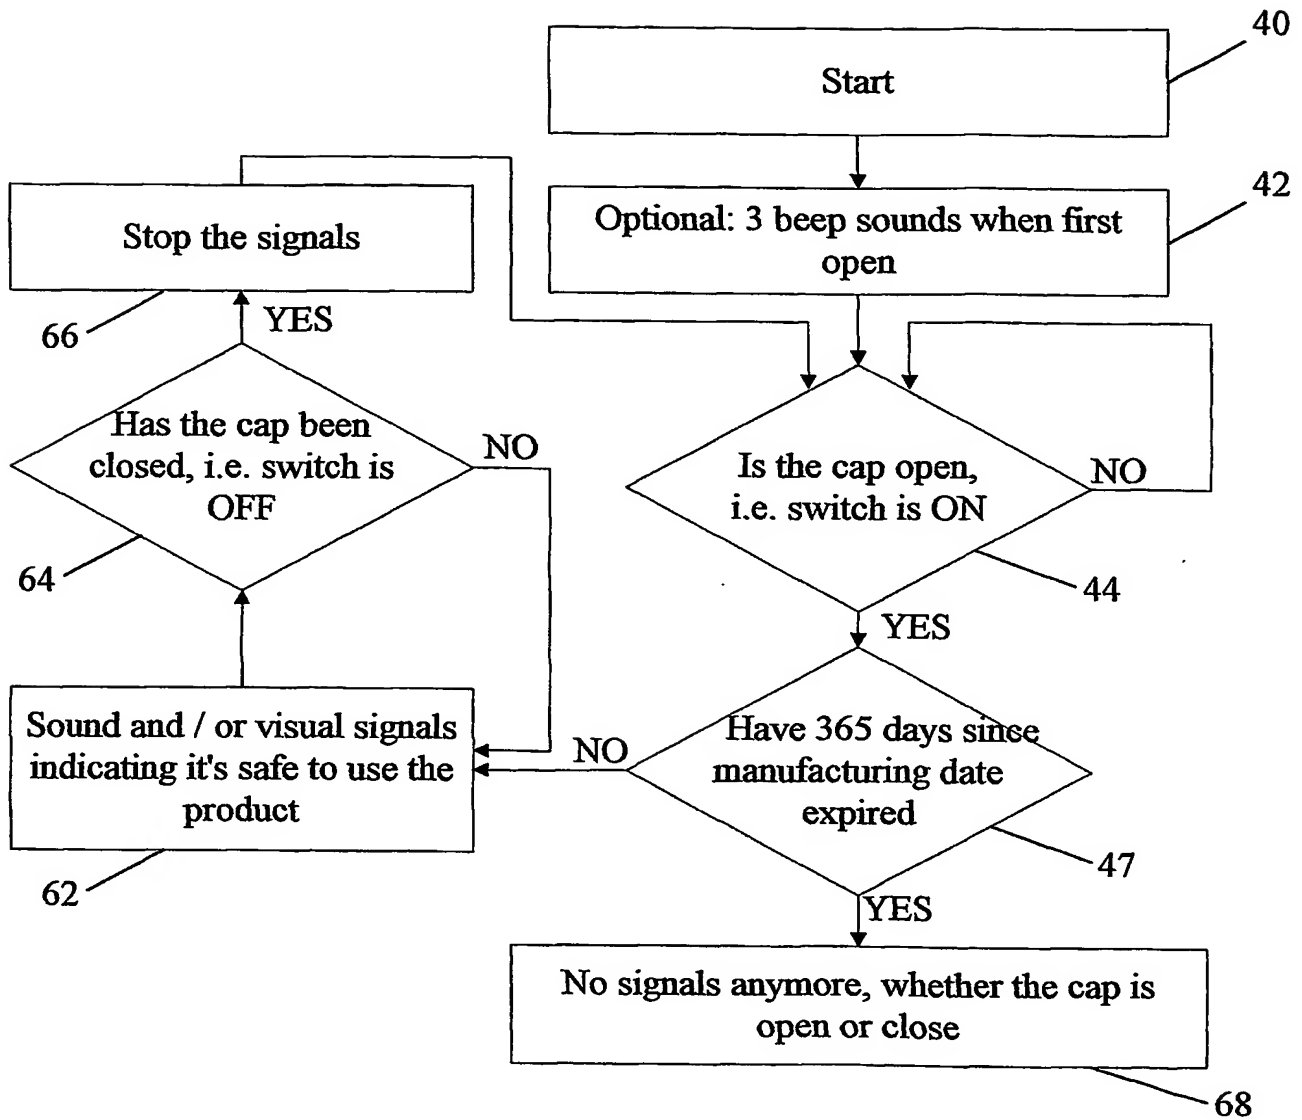 40
Start
42
Optional: 3 beep sounds when first
open
Stop the signals
66
YES
Has the cap been
closed, i.e. switch is
OFF
NO
64
Is the cap open,
i.e. switch is ON
NO
44
YES
Sound and / or visual signals
indicating it's safe to use the
product
62
NO
Have 365 days since
manufacturing date
expired
47
YES
No signals anymore, whether the cap is
open or close
68